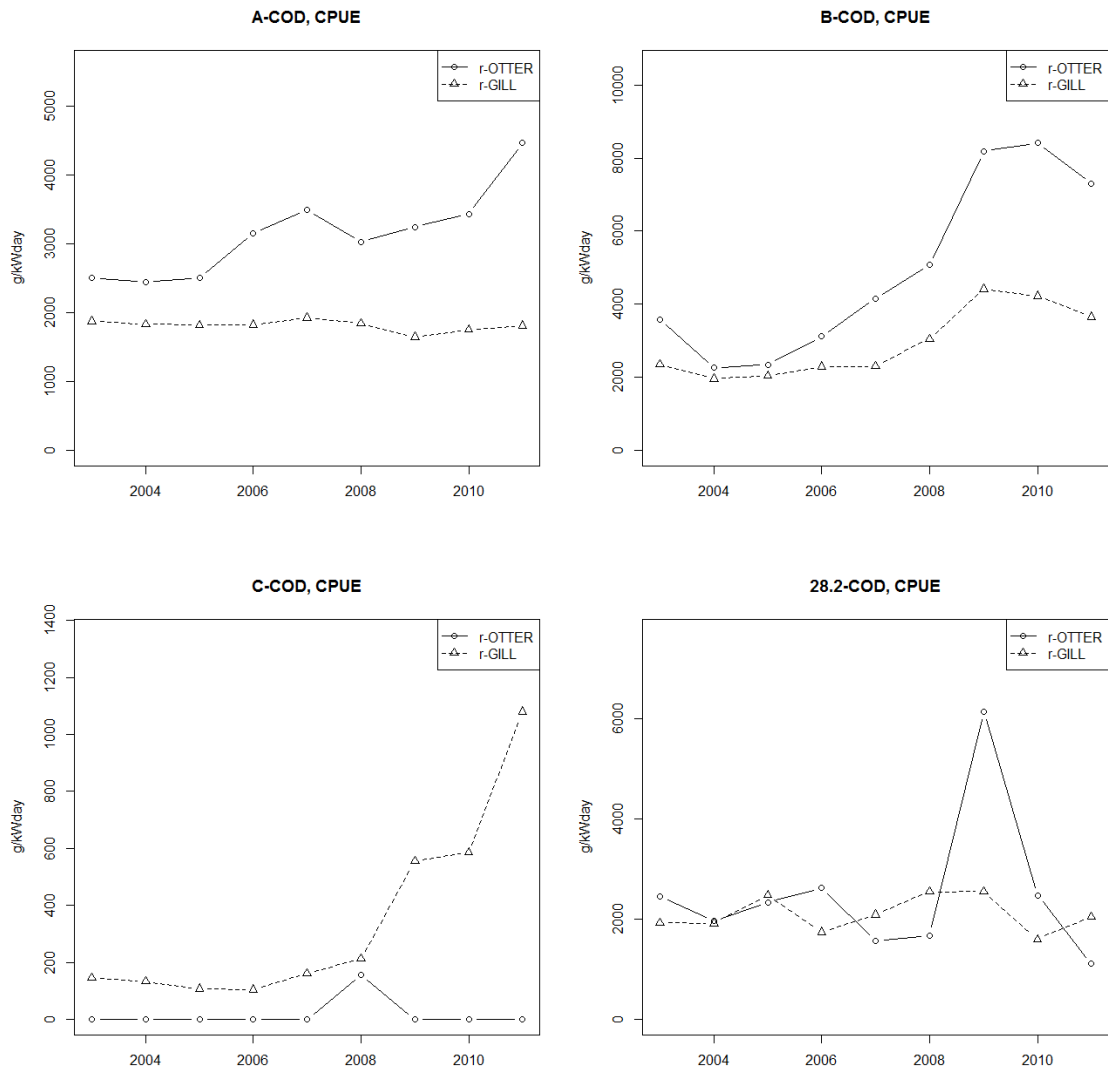 A-COD, CPUE
r-OTTER
r-GILL
g/kWday
5000
4000
3000
2000
1000
0
2004 2006 2008 2010
B-COD, CPUE
r-OTTER
r-GILL
g/kWday
10000
8000
6000
4000
2000
0
2004 2006 2008 2010
C-COD, CPUE
r-OTTER
r-GILL
g/kWday
1400
1200
1000
800
600
400
200
0
2004 2006 2008 2010
28.2-COD, CPUE
r-OTTER
r-GILL
g/kWday
6000
4000
2000
0
2004 2006 2008 2010